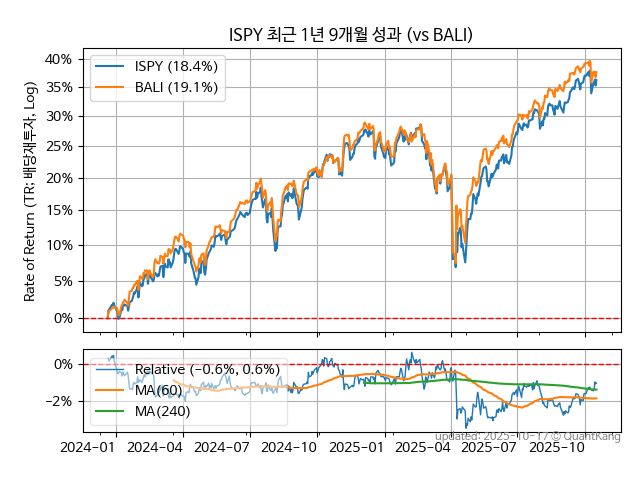 ISPY 최근 1년 9개월 성과 (vs BALI)
Rate of Return (TR: 배당재투자, Log)
40%
35%
30%
25%
20%
15%
10%
5%
0%
ISPY (18.4%)
BALI (19.1%)
0%
−2%
Relative (−0.6%, 0.6%)
MA(60)
MA(240)
2024-01
2024-04
2024-07
2024-10
2025-01
2025-04
2025-07
2025-10
updated: 2025-10-17 © QuantKang